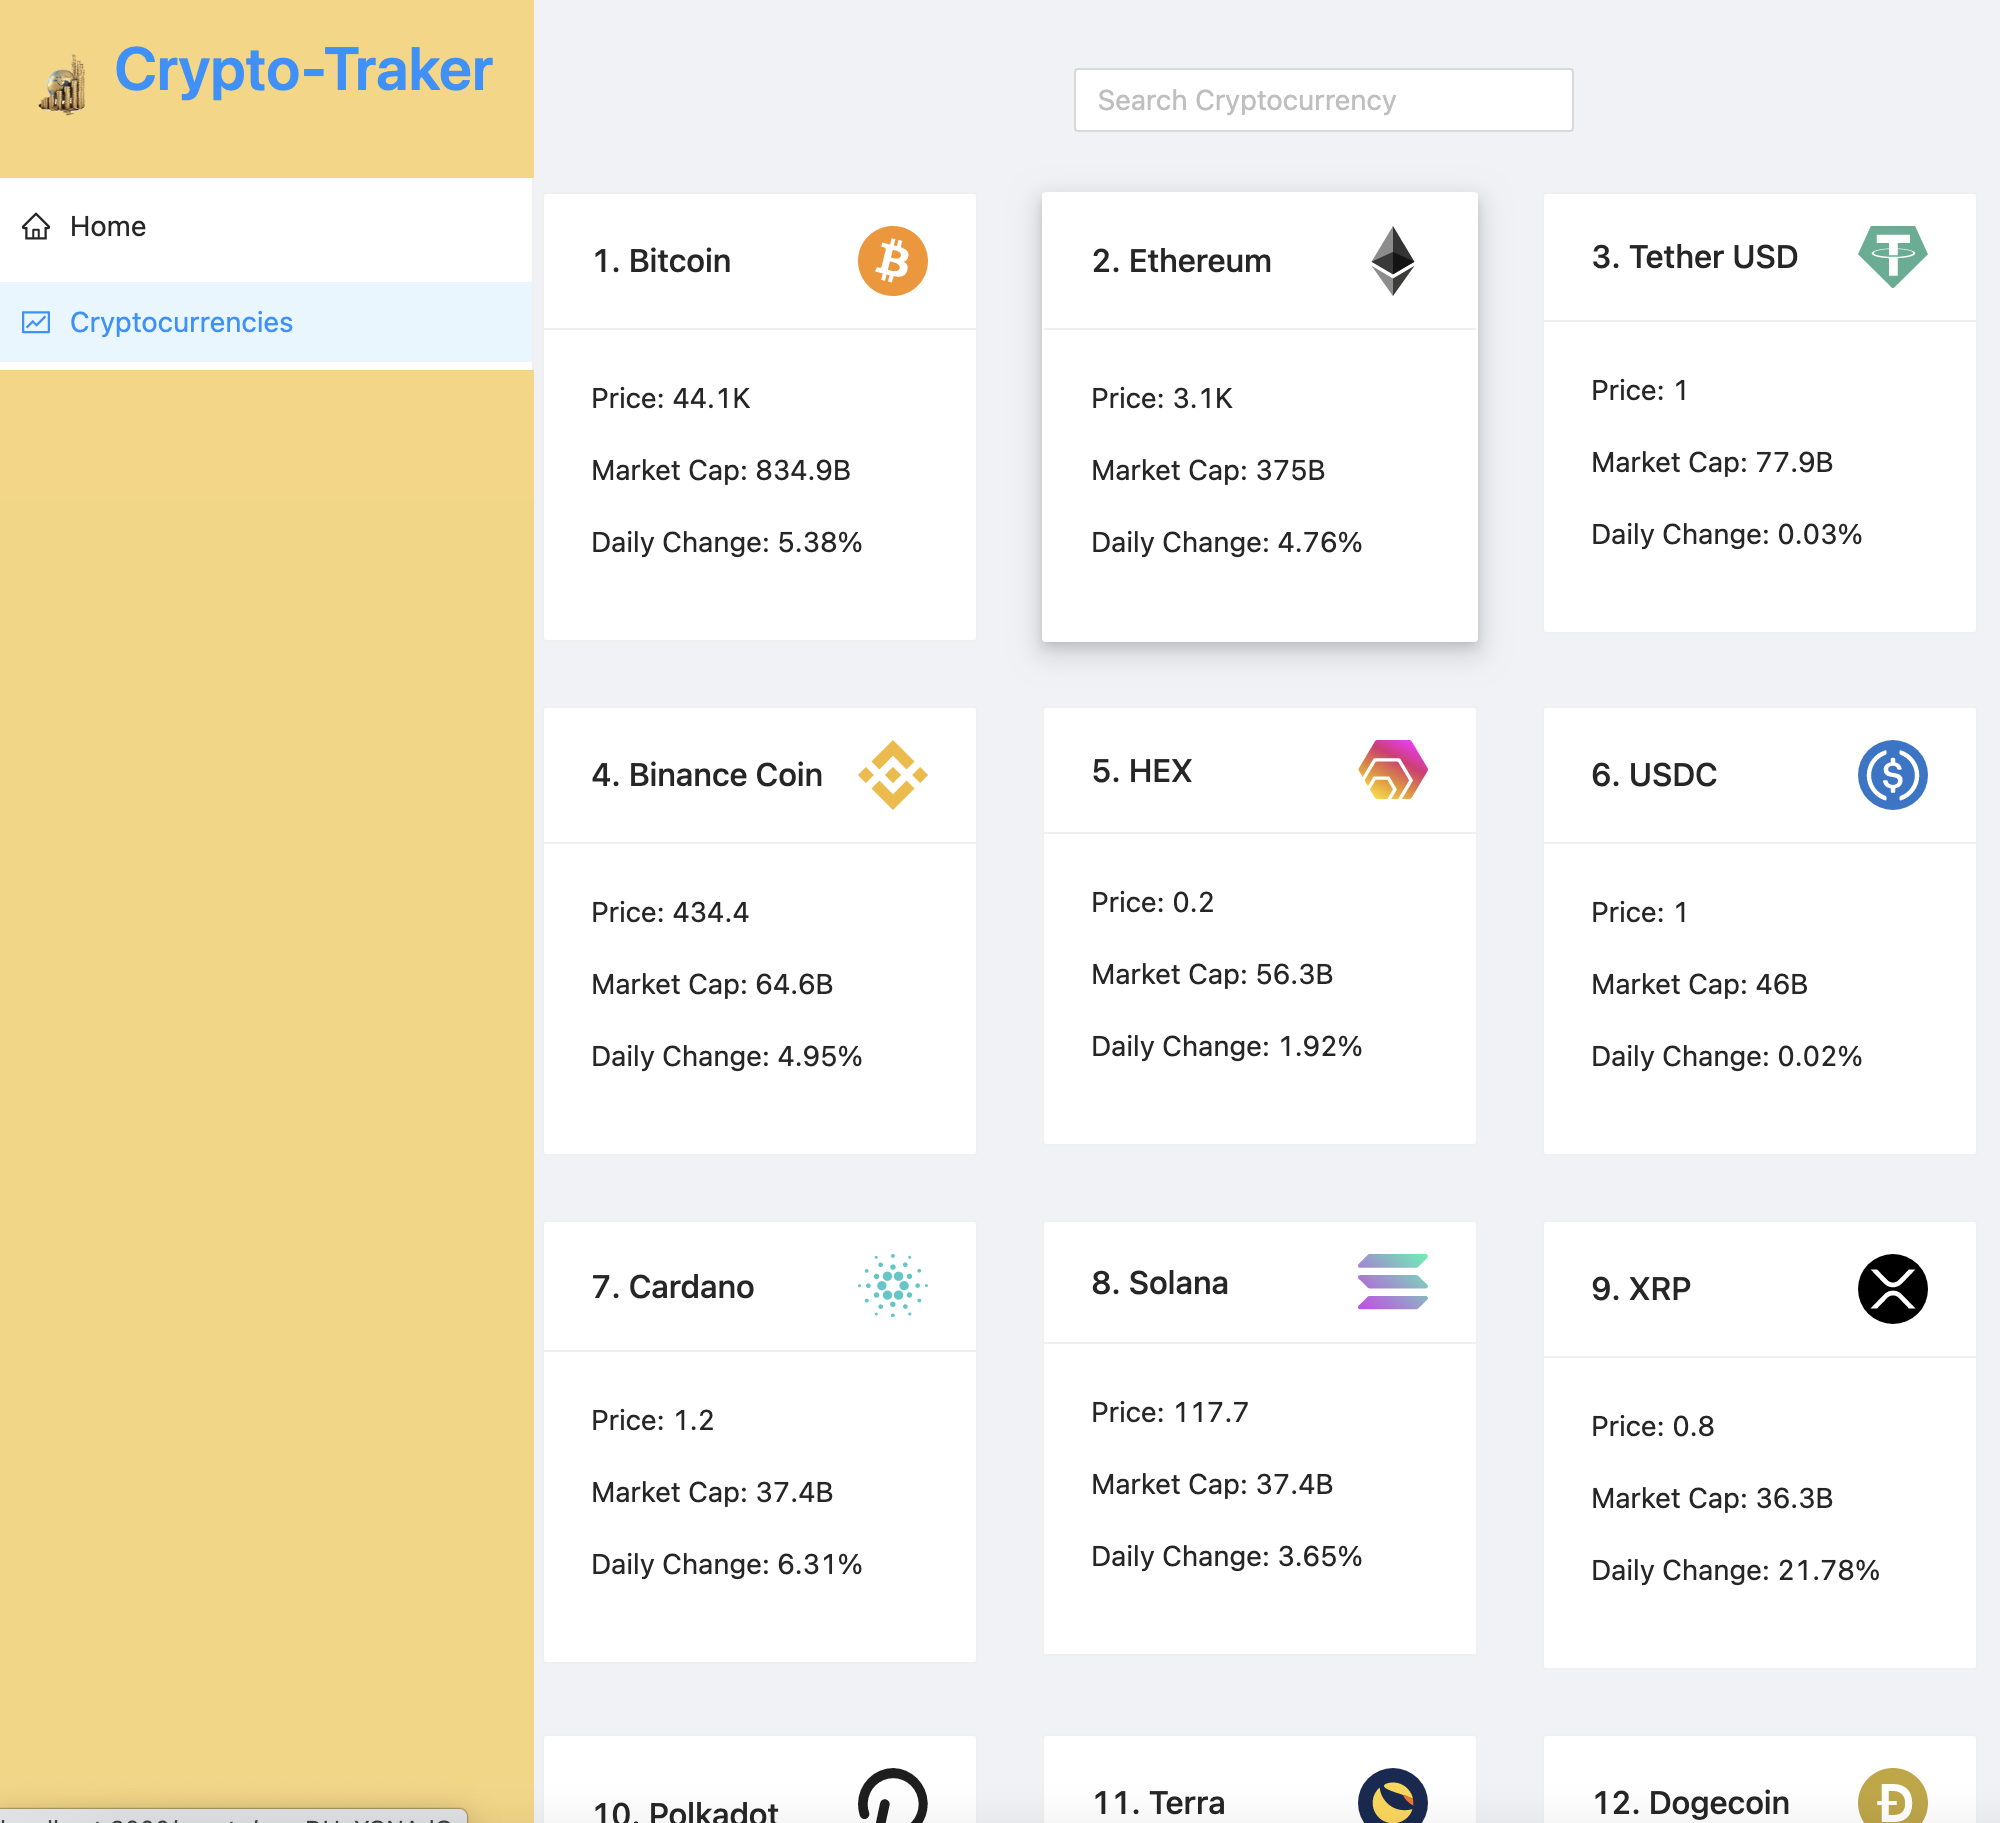 Crypto-Traker
Search Cryptocurrency
Home
Cryptocurrencies
1. Bitcoin
Price: 44.1K
Market Cap: 834.9B
Daily Change: 5.38%
2. Ethereum
Price: 3.1K
Market Cap: 375B
Daily Change: 4.76%
3. Tether USD
Price: 1
Market Cap: 77.9B
Daily Change: 0.03%
4. Binance Coin
Price: 434.4
Market Cap: 64.6B
Daily Change: 4.95%
5. HEX
Price: 0.2
Market Cap: 56.3B
Daily Change: 1.92%
6. USDC
Price: 1
Market Cap: 46B
Daily Change: 0.02%
7. Cardano
Price: 1.2
Market Cap: 37.4B
Daily Change: 6.31%
8. Solana
Price: 117.7
Market Cap: 37.4B
Daily Change: 3.65%
9. XRP
Price: 0.8
Market Cap: 36.3B
Daily Change: 21.78%
10. Polkadot
11. Terra
12. Dogecoin